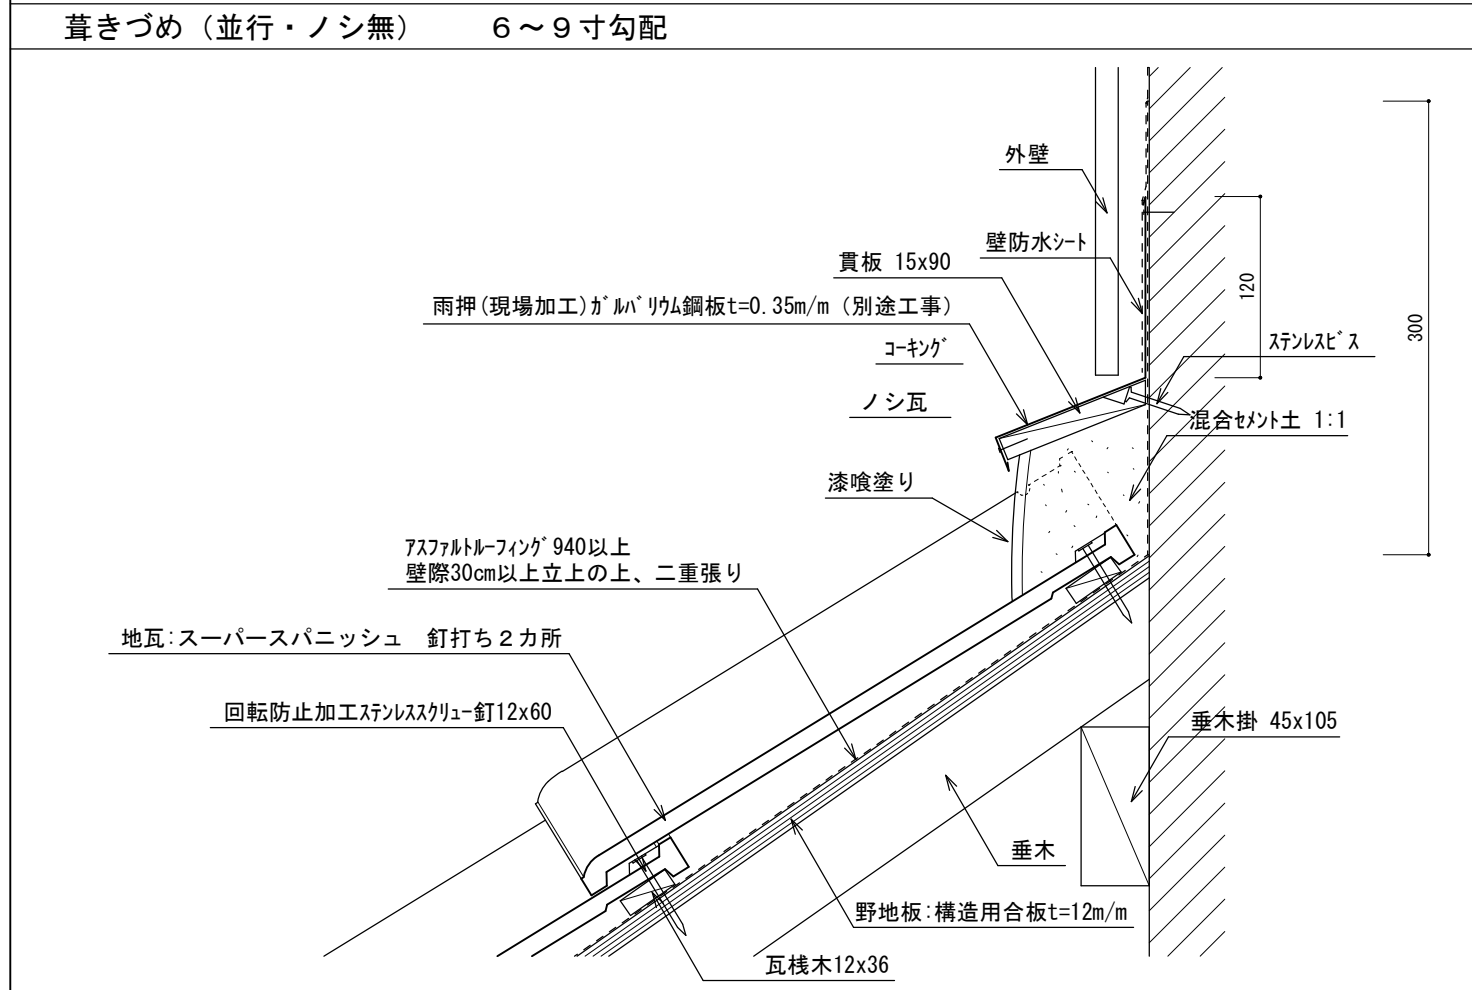 葺きづめ（並行・ノシ無）　　６～９寸勾配
外壁
壁防水ｼｰﾄ
貫板 15x90
雨押(現場加工)ｶﾞﾙﾊﾞﾘｳﾑ鋼板t=0.35m/m（別途工事）
ｺｰｷﾝｸﾞ
ノシ瓦
120
300
ｽﾃﾝﾚｽﾋﾞｽ
混合ｾﾒﾝﾄ土 1:1
漆喰塗り
ｱｽﾌｧﾙﾄﾙｰﾌｨﾝｸﾞ940以上
壁際30cm以上立上の上、二重張り
地瓦:スーパースパニッシュ　釘打ち２カ所
回転防止加工ｽﾃﾝﾚｽｽｸﾘｭｰ釘12x60
垂木掛 45x105
垂木
野地板:構造用合板t=12m/m
瓦桟木12x36